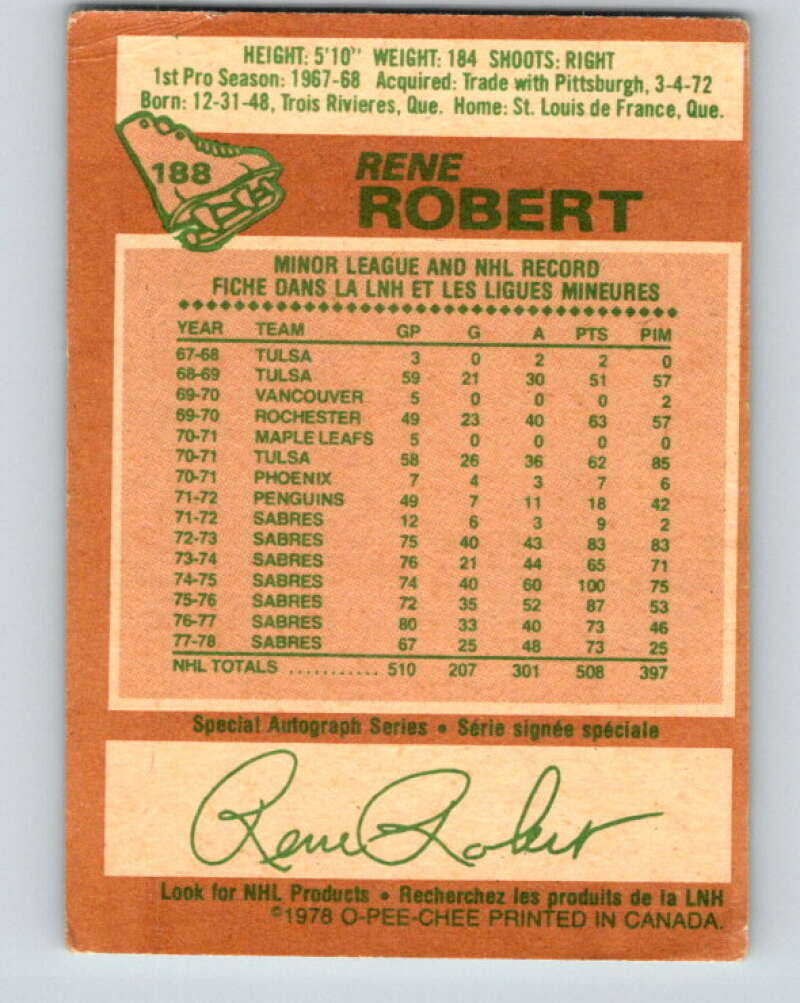 HEIGHT: 5'10" WEIGHT: 184 SHOOTS: RIGHT
1st Pro Season: 1967-68 Acquired: Trade with Pittsburgh, 3-4-72
Born: 12-31-48, Trois Rivieres, Que. Home: St. Louis de France, Que.
188
RENE
ROBERT
MINOR LEAGUE AND NHL RECORD
FICHE DANS LA LNH ET LES LIGUES MINEURES
YEAR TEAM GP G A PTS PIM
67-68 TULSA 3 0 2 2 0
68-69 TULSA 59 21 30 51 57
69-70 VANCOUVER 5 0 0 0 2
69-70 ROCHESTER 49 23 40 63 57
70-71 MAPLE LEAFS 5 0 0 0 0
70-71 TULSA 58 26 36 62 85
70-71 PHOENIX 7 4 3 7 6
71-72 PENGUINS 49 7 11 18 42
71-72 SABRES 12 6 3 9 2
72-73 SABRES 75 40 43 83 83
73-74 SABRES 76 21 44 65 71
74-75 SABRES 74 40 60 100 75
75-76 SABRES 72 35 52 87 53
76-77 SABRES 80 33 40 73 46
77-78 SABRES 67 25 48 73 25
NHL TOTALS ........... 510 207 301 508 397
Special Autograph Series • Série signée spéciale
Rene Robert
Look for NHL Products • Recherchez les produits de la LNH
©1978 O-PEE-CHEE PRINTED IN CANADA.